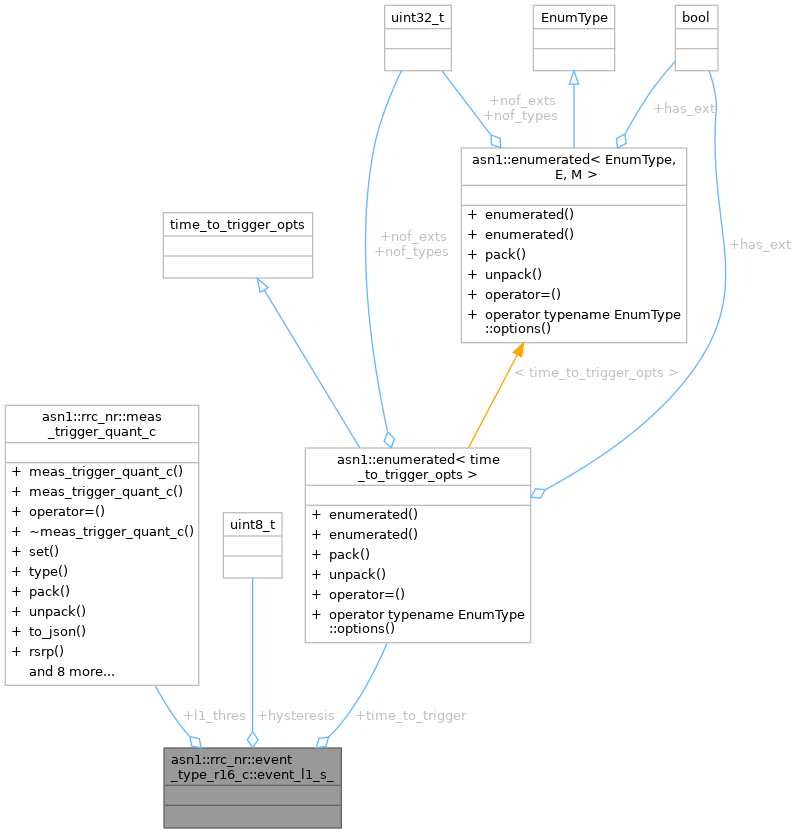 uint32_t
EnumType
bool
+nof_exts
+nof_types
+has_ext
asn1::enumerated< EnumType,
E, M >
+ enumerated()
+ enumerated()
+ pack()
+ unpack()
+ operator=()
+ operator typename EnumType
::options()
time_to_trigger_opts
+nof_exts
+nof_types
+has_ext
< time_to_trigger_opts >
asn1::rrc_nr::meas
_trigger_quant_c
+ meas_trigger_quant_c()
+ meas_trigger_quant_c()
+ operator=()
+ ~meas_trigger_quant_c()
+ set()
+ type()
+ pack()
+ unpack()
+ to_json()
+ rsrp()
and 8 more...
uint8_t
asn1::enumerated< time
_to_trigger_opts >
+ enumerated()
+ enumerated()
+ pack()
+ unpack()
+ operator=()
+ operator typename EnumType
::options()
+l1_thres
+hysteresis
+time_to_trigger
asn1::rrc_nr::event
_type_r16_c::event_l1_s_